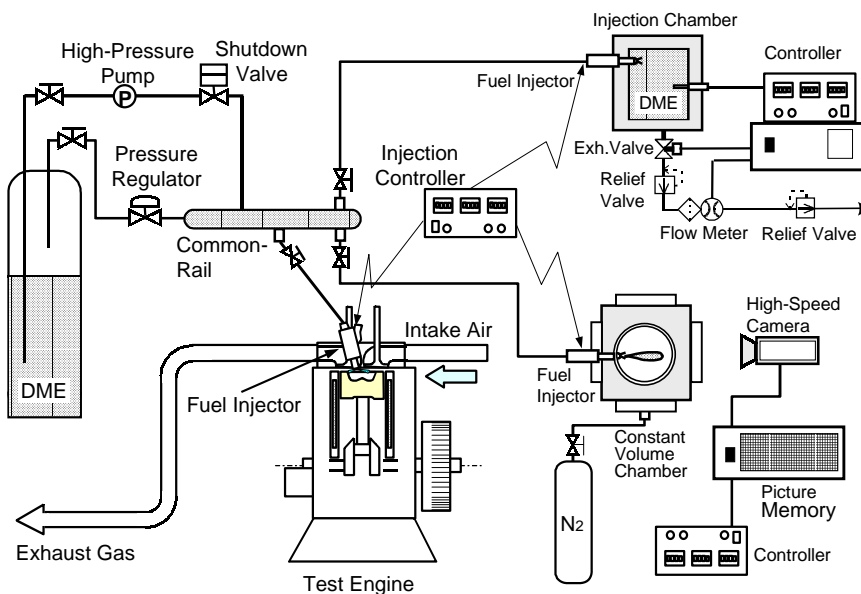 High-Pressure
Pump
Shutdown
Valve
P
Pressure
Regulator
Common-
Rail
DME
Injection Chamber
Fuel Injector
DME
Controller
Exh.Valve
Relief
Valve
Flow Meter
Relief Valve
Injection
Controller
Intake Air
Fuel Injector
Exhaust Gas
Test Engine
Fuel
Injector
Constant
Volume
Chamber
N2
High-Speed
Camera
Picture
Memory
Controller